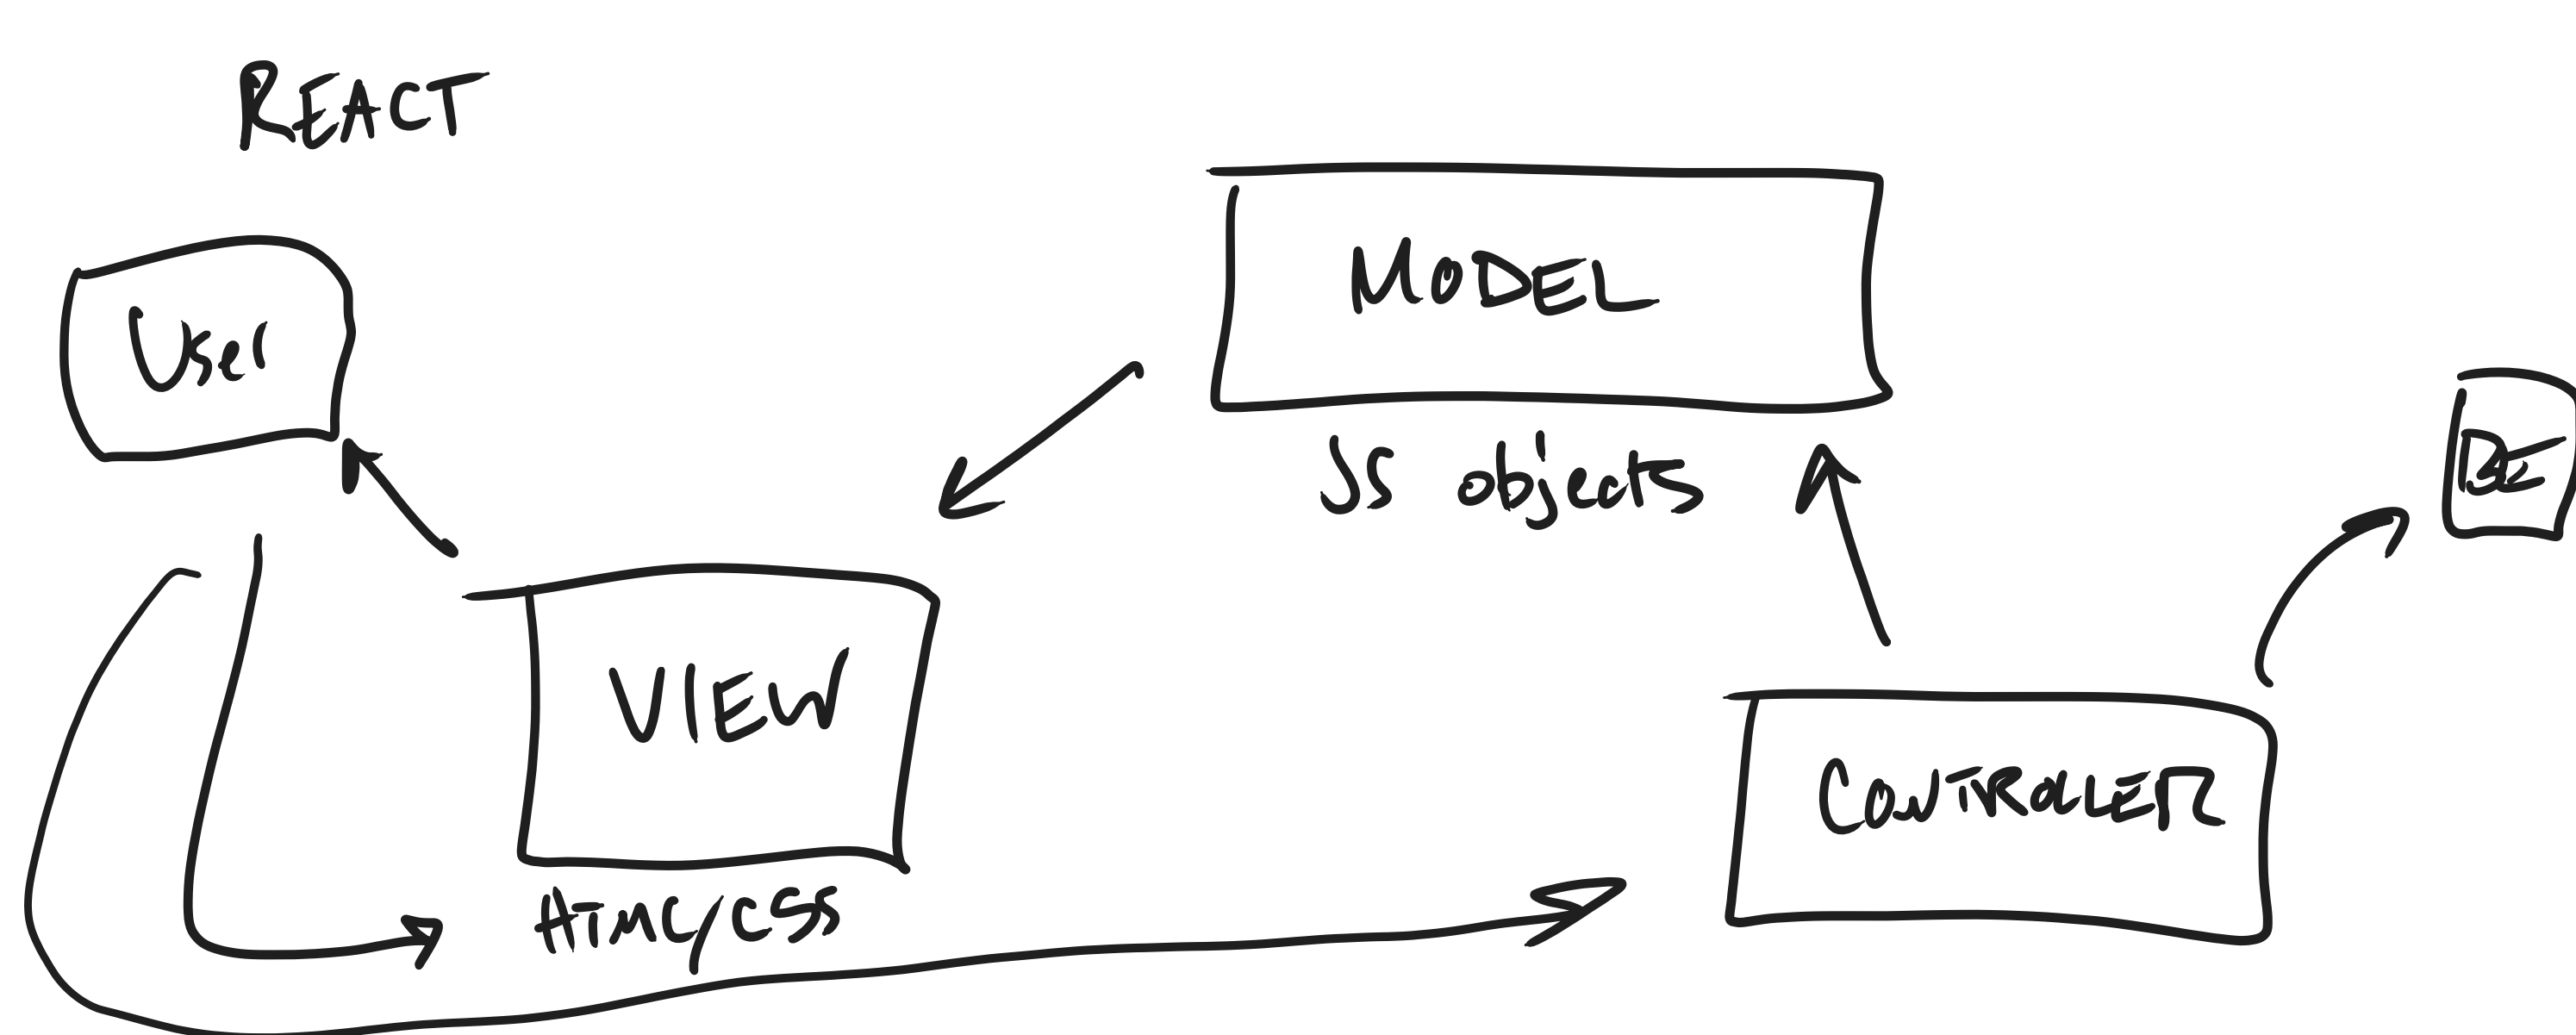 REACT
MODEL
User
JS objects
BE
VIEW
CONTROLLER
HTML/CSS